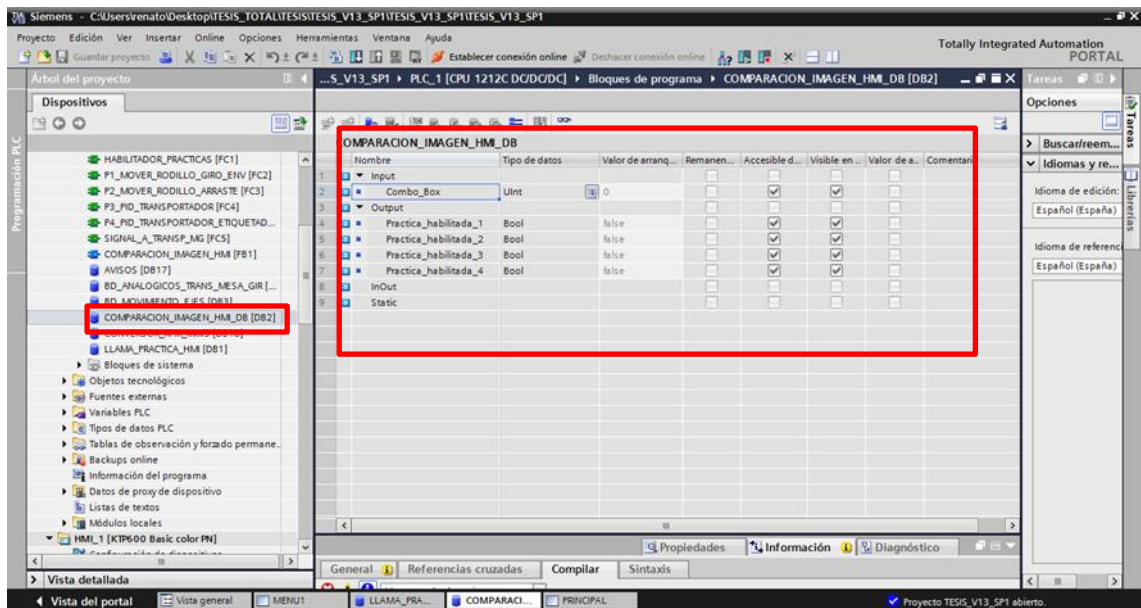 Siemens - C:\Users\renato\Desktop\TESIS_TOTAL\TESIS\TESIS_V13_SP1\TESIS_V13_SP1\TESIS_V13_SP1
Proyecto Edición Ver Insertar Online Opciones Herramientas Ventana Ayuda
Totally Integrated Automation
PORTAL
Guardar proyecto Establecer conexión online Deshacer conexión online
Árbol del proyecto
...S_V13_SP1 PLC_1 [CPU 1212C DC/DC/DC] Bloques de programa COMPARACION_IMAGEN_HMI_DB [DB2]
Tareas
Dispositivos
Opciones
COMPARACION_IMAGEN_HMI_DB
Nombre Tipo de datos Valor de arranq... Remanen... Accesible d... Visible en .. Valor de a.. Comentari
1 Input
2 Combo_Box UInt 0
3 Output
4 Practica_habilitada_1 Bool false
5 Practica_habilitada_2 Bool false
6 Practica_habilitada_3 Bool false
7 Practica_habilitada_4 Bool false
8 InOut
9 Static
Programación PLC
HABILITADOR_PRACTICAS [FC1]
P1_MOVER_RODILLO_GIRO_ENV [FC2]
P2_MOVER_RODILLO_ARRASTE [FC3]
P3_PID_TRANSPORTADOR [FC4]
P4_PID_TRANSPORTADOR_ETIQUETAD...
SIGNAL_A_TRANSP_MG [FC5]
COMPARACION_IMAGEN_HMI [FB1]
AVISOS [DB17]
BD_ANALOGICOS_TRANS_MESA_GIR [...
BD_MOVIMIENTO_EJES [DB3]
COMPARACION_IMAGEN_HMI_DB [DB2]
LLAMA_PRACTICA_HMI [DB1]
Bloques de sistema
Objetos tecnológicos
Fuentes externas
Variables PLC
Tipos de datos PLC
Tablas de observación y forzado permane..
Backups online
Información del programa
Datos de proxy de dispositivo
Listas de textos
Módulos locales
HMI_1 [KTP600 Basic color PN]
Configuración de dispositivos
Buscar/reem...
Idiomas y re...
Idioma de edición:
Español (España)
Idioma de referenci
Español (España)
Tareas
Librerías
Propiedades Información Diagnóstico
General Referencias cruzadas Compilar Sintaxis
Vista detallada
Vista del portal Vista general MENU1 LLAMA_PRA... COMPARACI... PRINCIPAL Proyecto TESIS_V13_SP1 abierto.